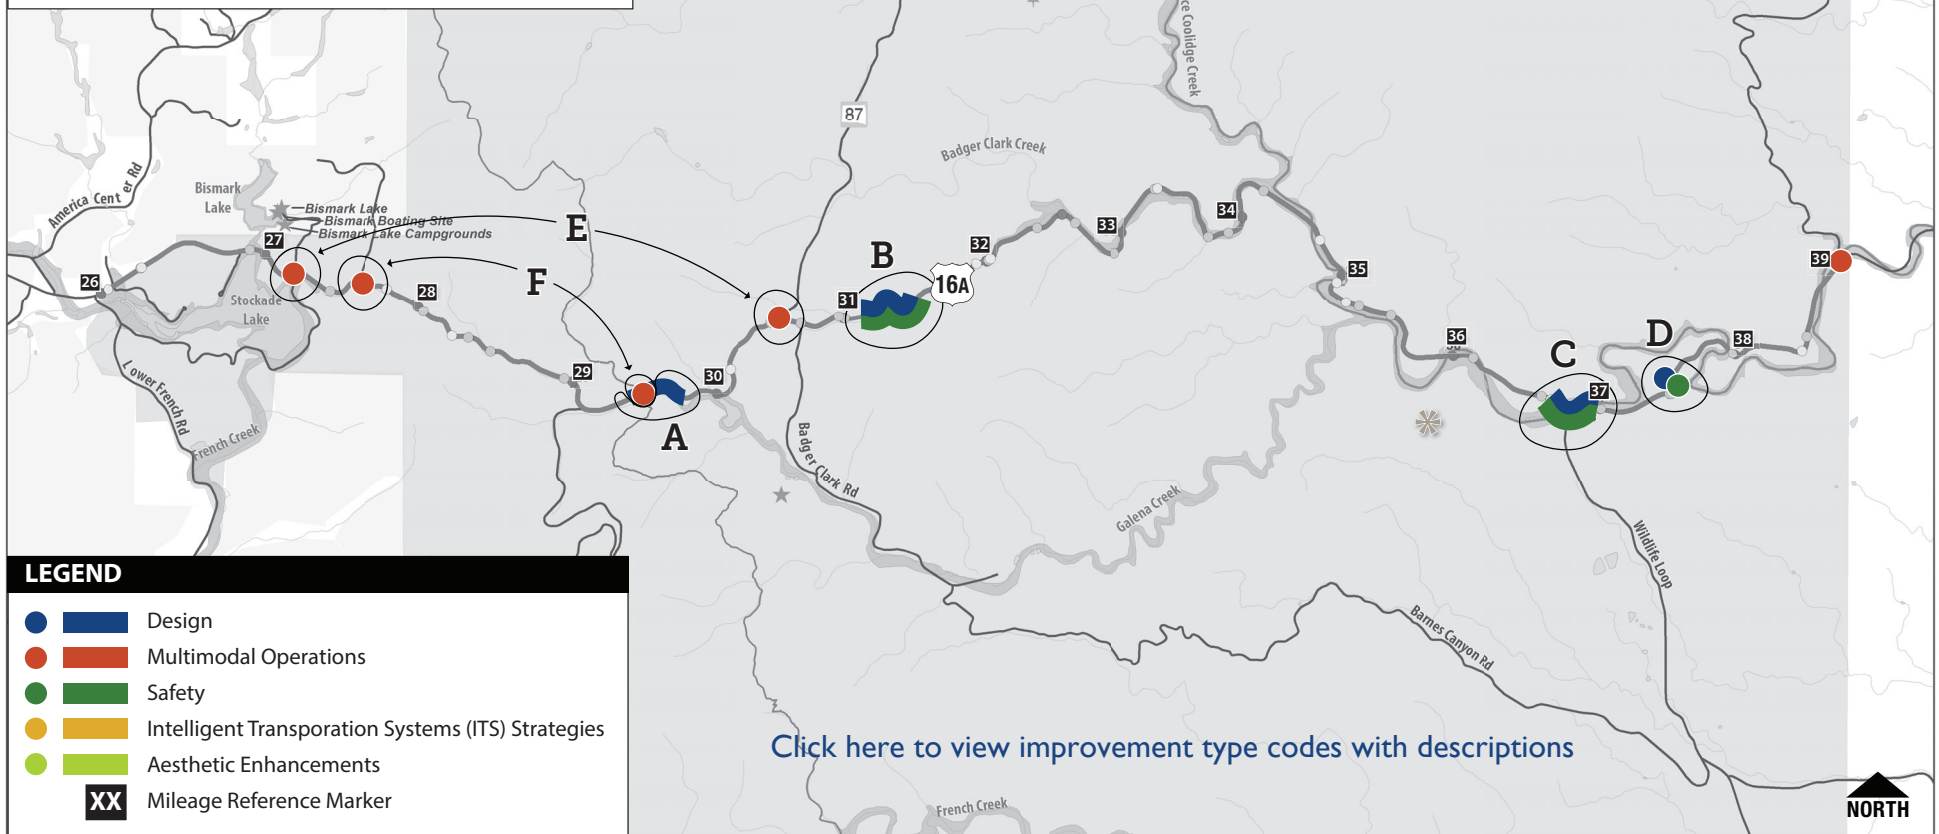 ce Coolidge Creek
87
Badger Clark Creek
America Center Rd
Bismark
Lake
Bismark Lake
Bismark Boating Site
Bismark Lake Campgrounds
E
F
B
16A
26
27
28
29
30
31
32
33
34
35
36
37
38
39
Stockade
Lake
A
C
D
Lower French Rd
French Creek
Badger Clark Rd
Galena Creek
Wildlife Loop
Barnes Canyon Rd
LEGEND
Design
Multimodal Operations
Safety
Intelligent Transporation Systems (ITS) Strategies
Aesthetic Enhancements
XX Mileage Reference Marker
Click here to view improvement type codes with descriptions
French Creek
NORTH